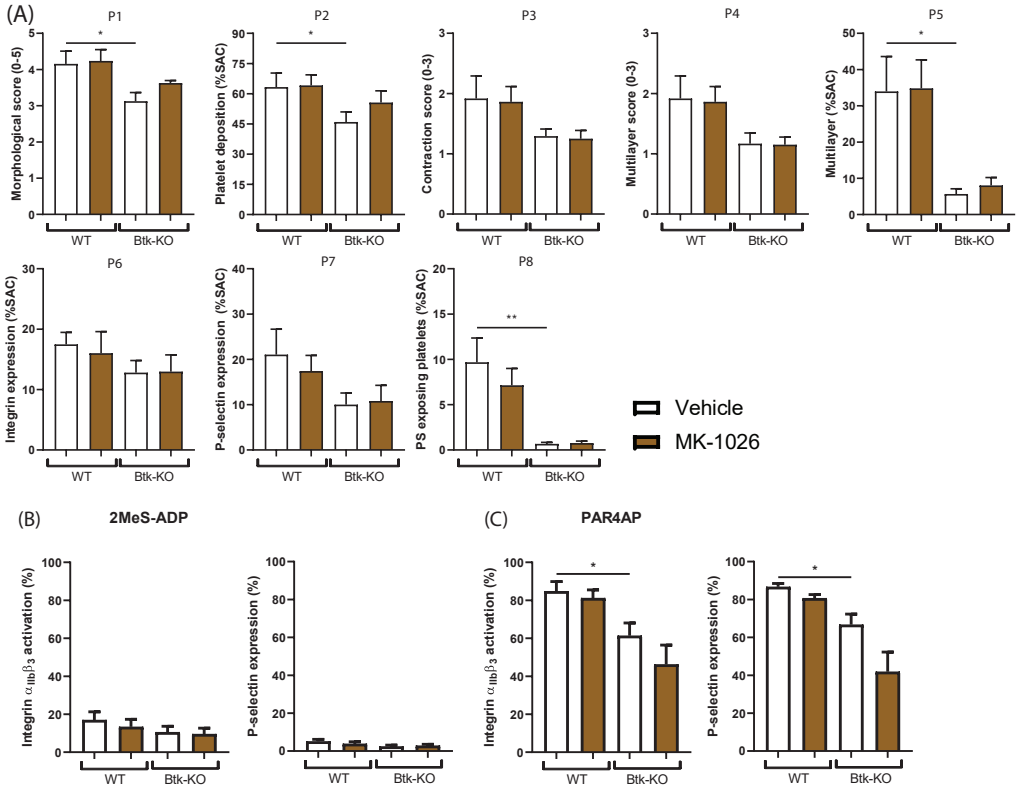 (A)
P1
Morphological score (0-5)
5
4
3
2
1
0
*
WT
Btk-KO
P2
Platelet deposition (%SAC)
90
75
60
45
30
15
0
*
WT
Btk-KO
P3
Contraction score (0-3)
3
2
1
0
WT
Btk-KO
P4
Multilayer score (0-3)
3
2
1
0
WT
Btk-KO
P5
Multilayer (%SAC)
50
40
30
20
10
0
*
WT
Btk-KO
P6
Integrin expression (%SAC)
30
20
10
0
WT
Btk-KO
P7
P-selectin expression (%SAC)
40
30
20
10
0
WT
Btk-KO
P8
PS exposing platelets (%SAC)
20
15
10
5
0
**
WT
Btk-KO
Vehicle
MK-1026
(B)
2MeS-ADP
Integrin αIIbβ3 activation (%)
100
80
60
40
20
0
WT
Btk-KO
P-selectin expression (%)
100
80
60
40
20
0
WT
Btk-KO
(C)
PAR4AP
Integrin αIIbβ3 activation (%)
100
80
60
40
20
0
*
WT
Btk-KO
P-selectin expression (%)
100
80
60
40
20
0
*
WT
Btk-KO